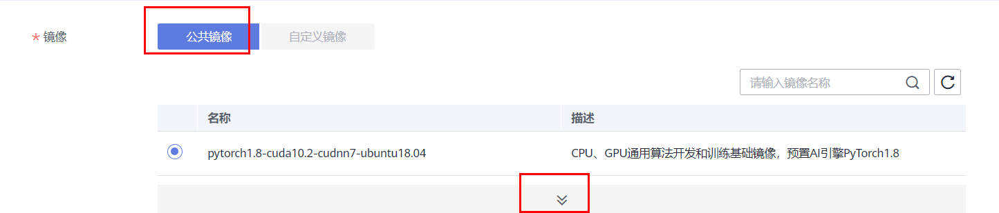 * 镜像
公共镜像 自定义镜像
请输入镜像名称
名称 描述
pytorch1.8-cuda10.2-cudnn7-ubuntu18.04 CPU、GPU通用算法开发和训练基础镜像，预置AI引擎PyTorch1.8